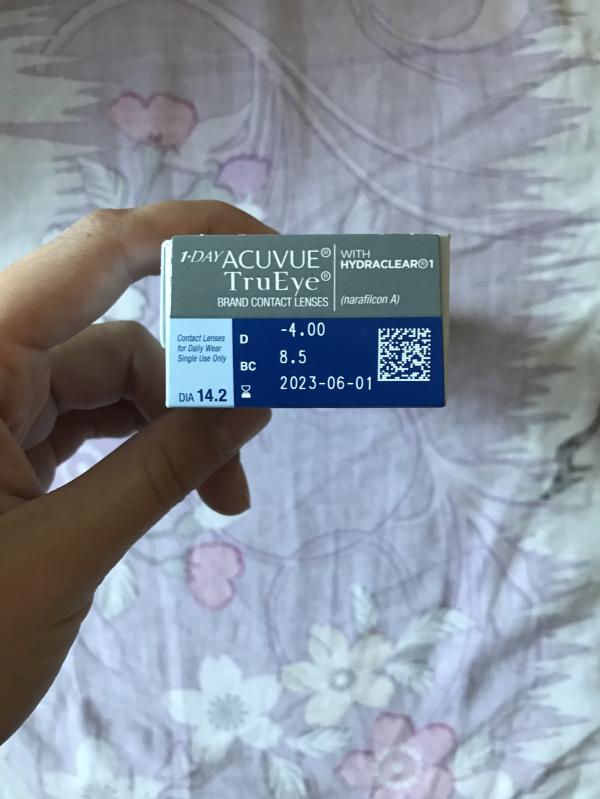 1-DAY ACUVUE®
TruEye®
BRAND CONTACT LENSES
WITH
HYDRACLEAR®1
(narafilcon A)
Contact Lenses
for Daily Wear
Single Use Only
DIA 14.2
D -4.00
BC 8.5
2023-06-01